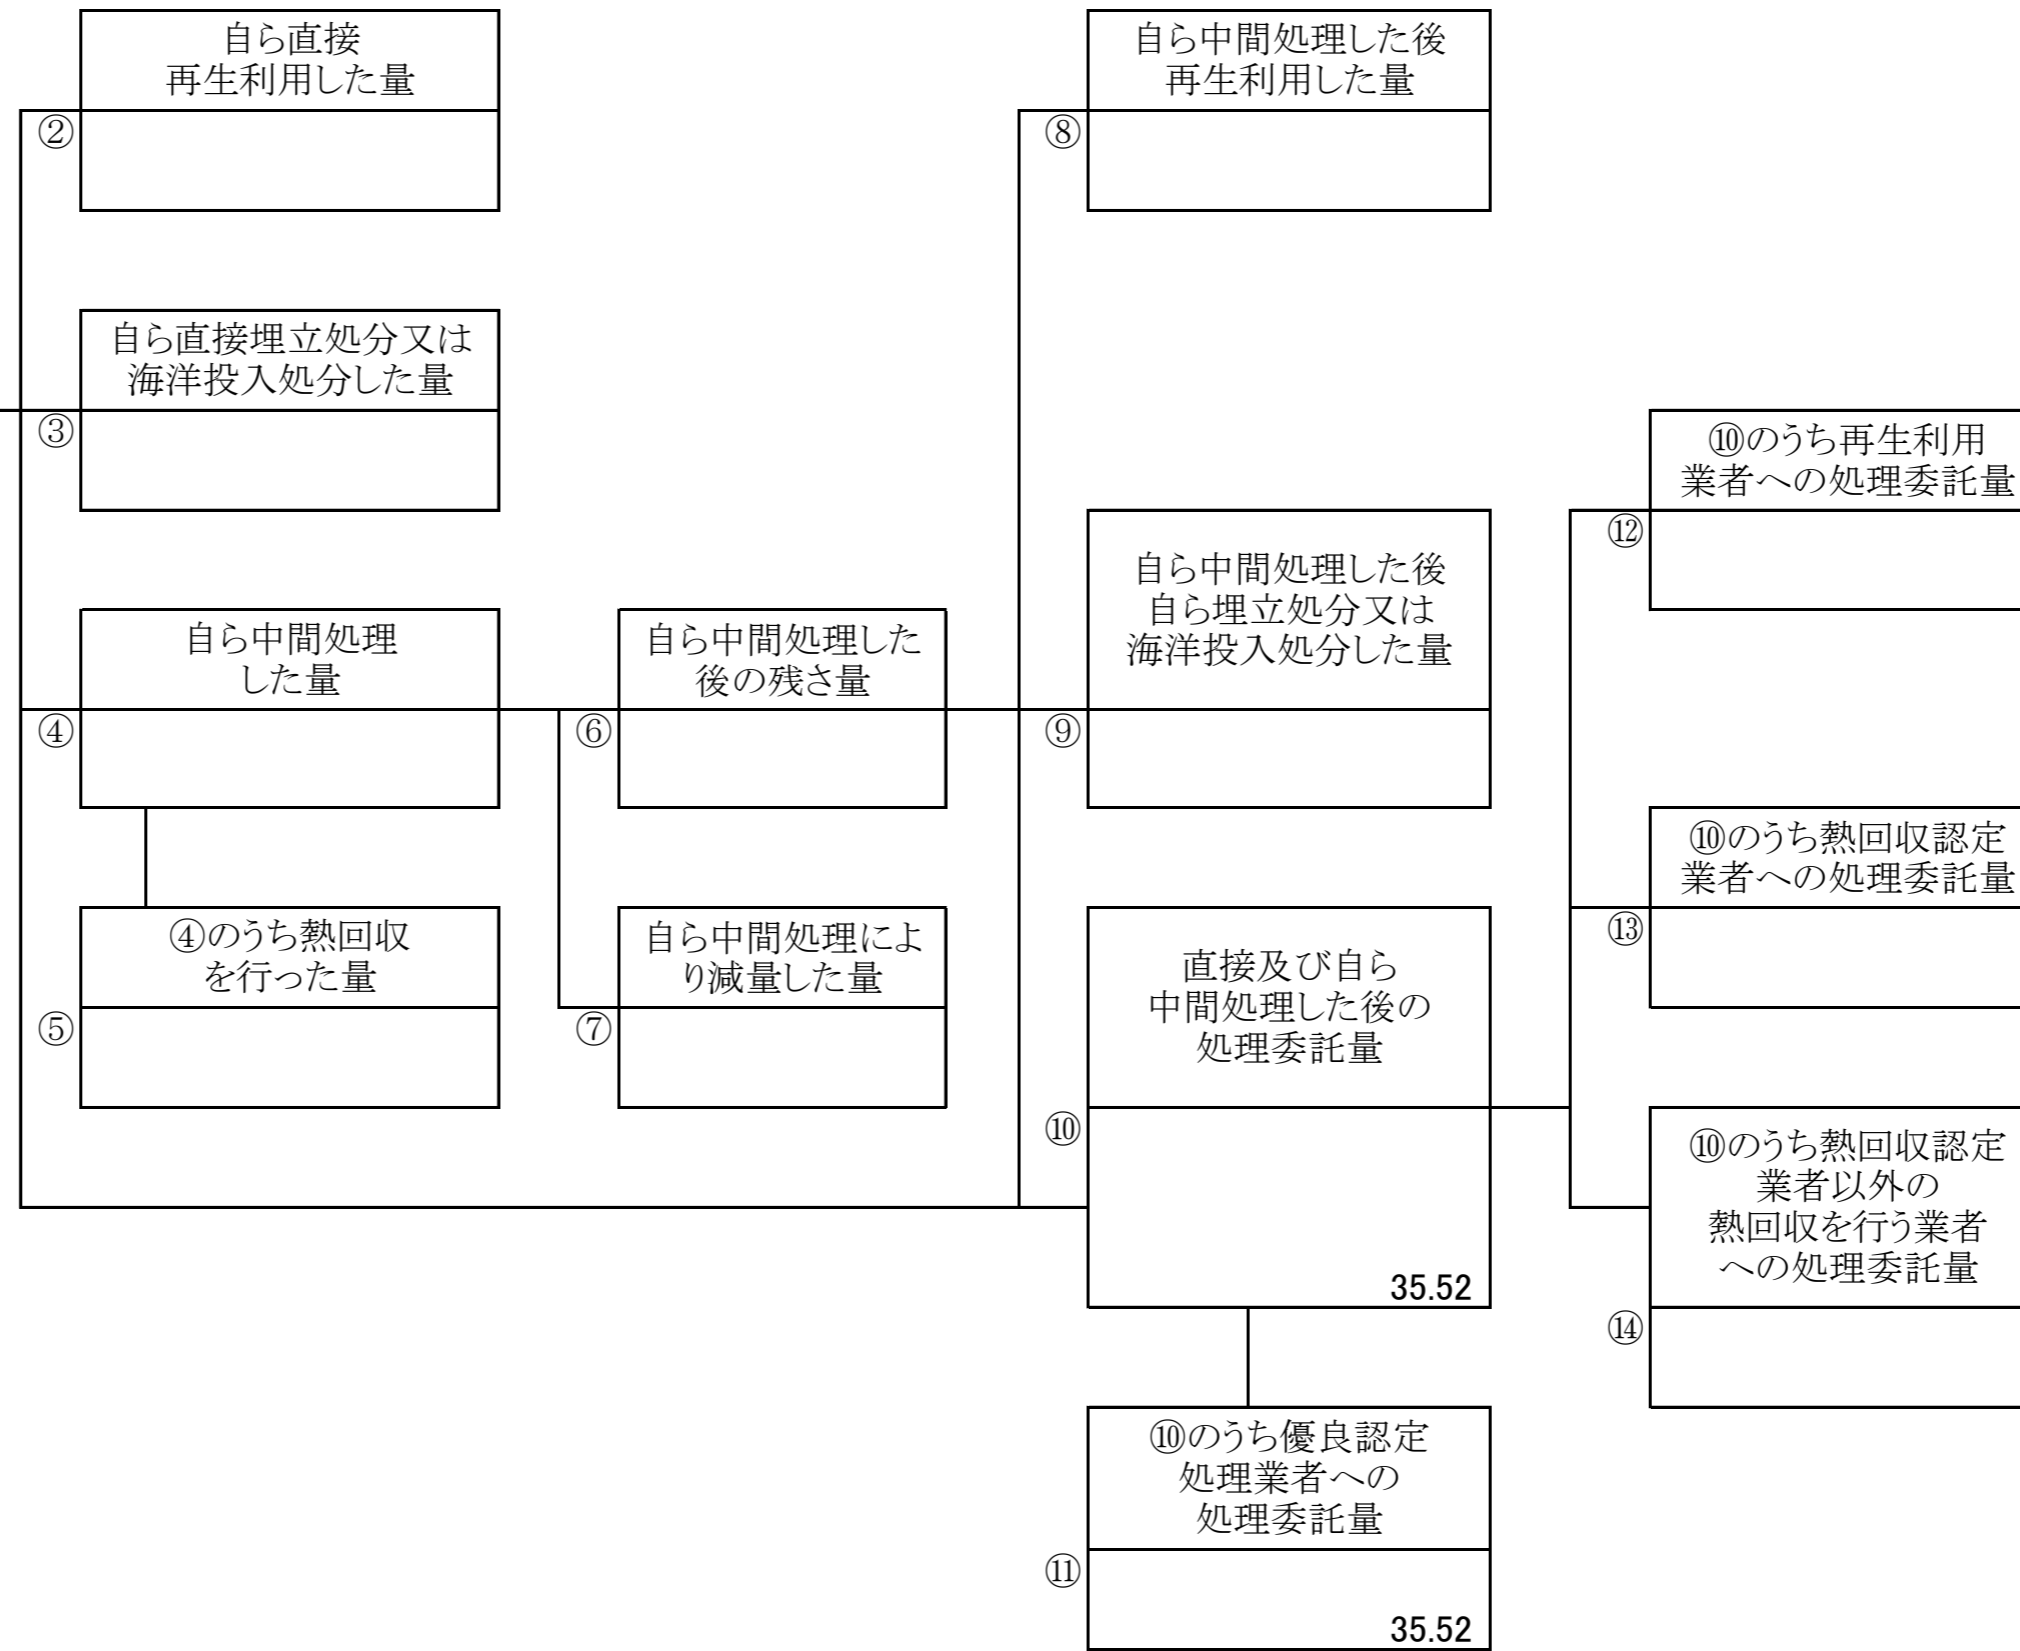 自ら直接
再生利用した量
②
自ら中間処理した後
再生利用した量
⑧
自ら直接埋立処分又は
海洋投入処分した量
③
⑩のうち再生利用
業者への処理委託量
⑫
自ら中間処理した後
自ら埋立処分又は
海洋投入処分した量
⑨
自ら中間処理
した量
④
自ら中間処理した
後の残さ量
⑥
⑩のうち熱回収認定
業者への処理委託量
⑬
④のうち熱回収
を行った量
⑤
自ら中間処理によ
り減量した量
⑦
直接及び自ら
中間処理した後の
処理委託量
⑩
35.52
⑩のうち熱回収認定
業者以外の
熱回収を行う業者
への処理委託量
⑭
⑩のうち優良認定
処理業者への
処理委託量
⑪
35.52